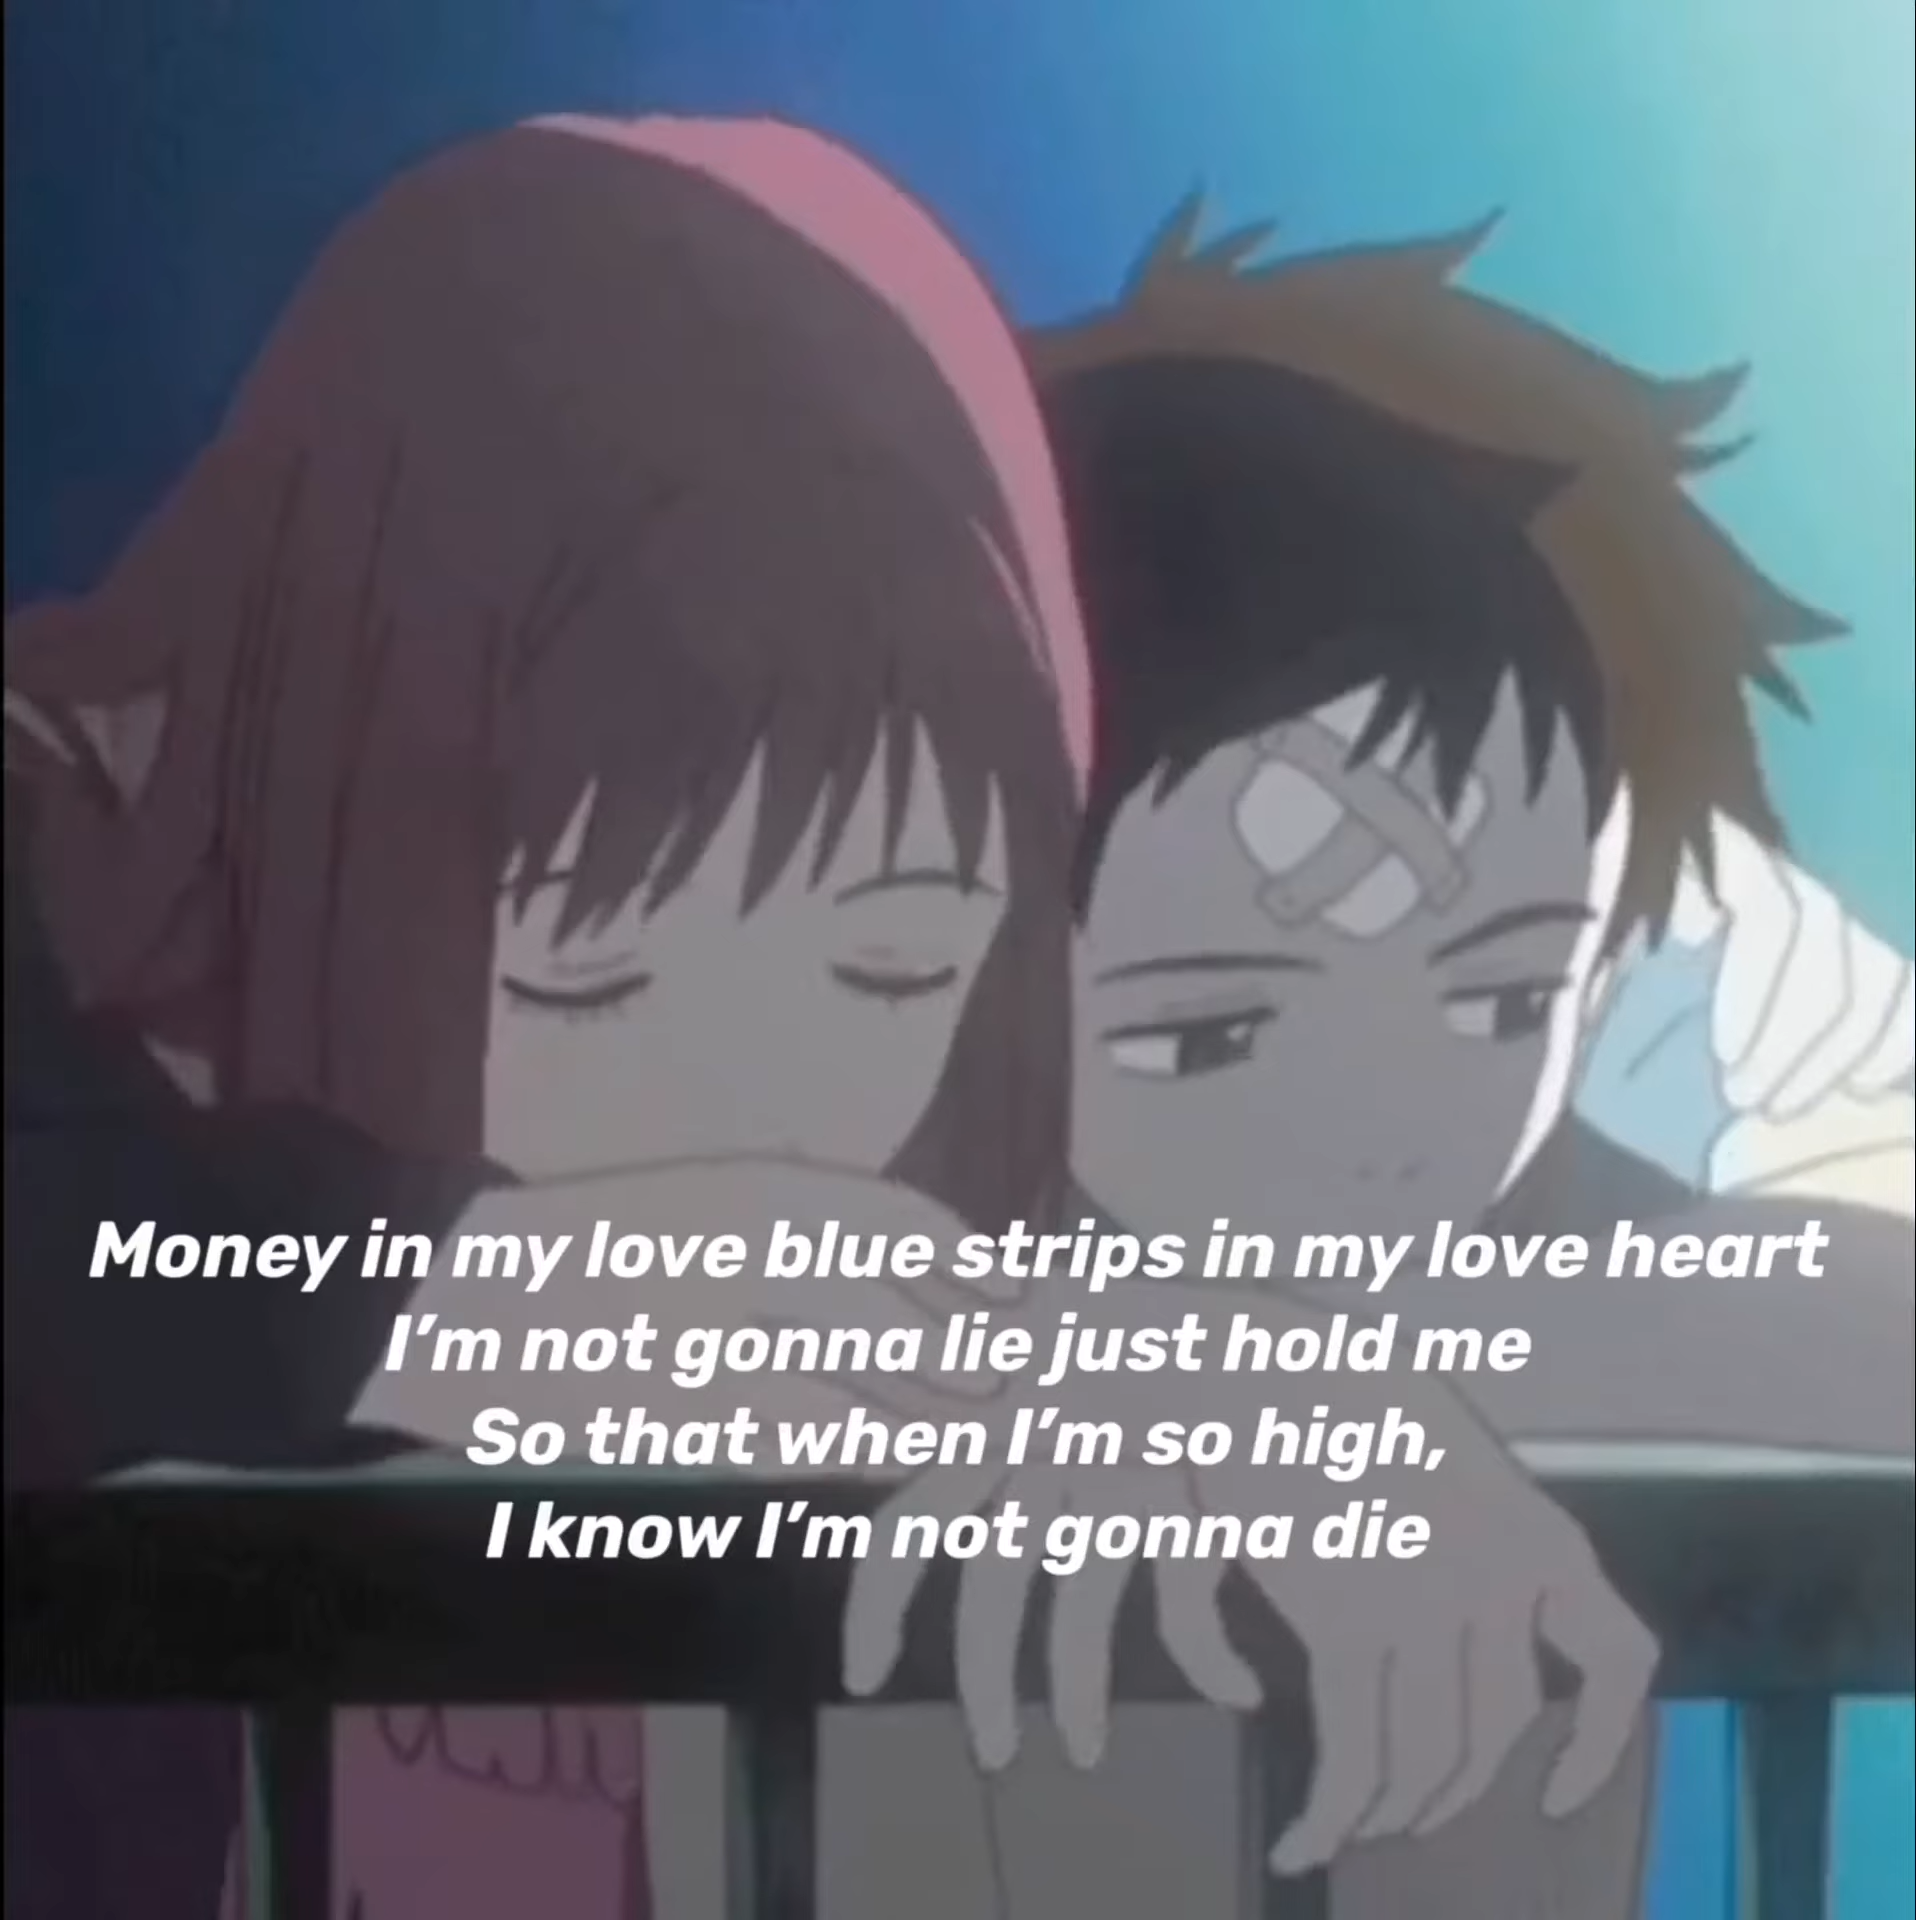 Money in my love blue strips in my love heart
I'm not gonna lie just hold me
So that when I'm so high,
I know I'm not gonna die